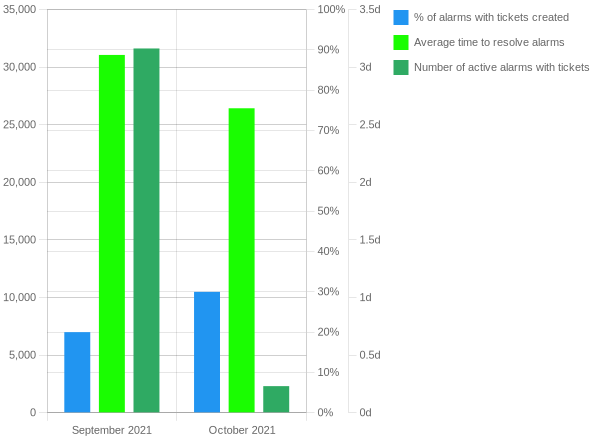 35,000
30,000
25,000
20,000
15,000
10,000
5,000
0
September 2021
October 2021
100%
90%
80%
70%
60%
50%
40%
30%
20%
10%
0%
3.5d
3d
2.5d
2d
1.5d
1d
0.5d
0d
% of alarms with tickets created
Average time to resolve alarms
Number of active alarms with tickets